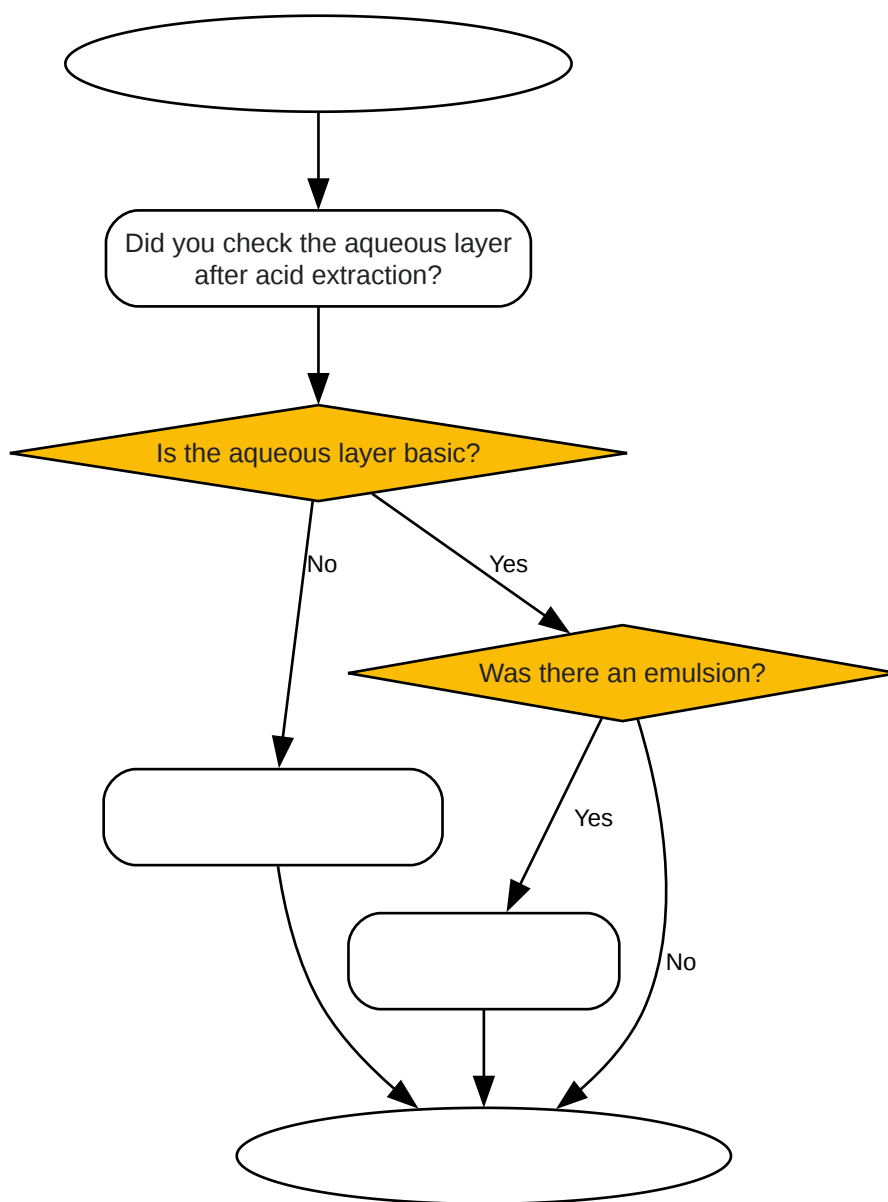 Did you check the aqueous layer
after acid extraction?
Is the aqueous layer basic?
No
Yes
Was there an emulsion?
Yes
No